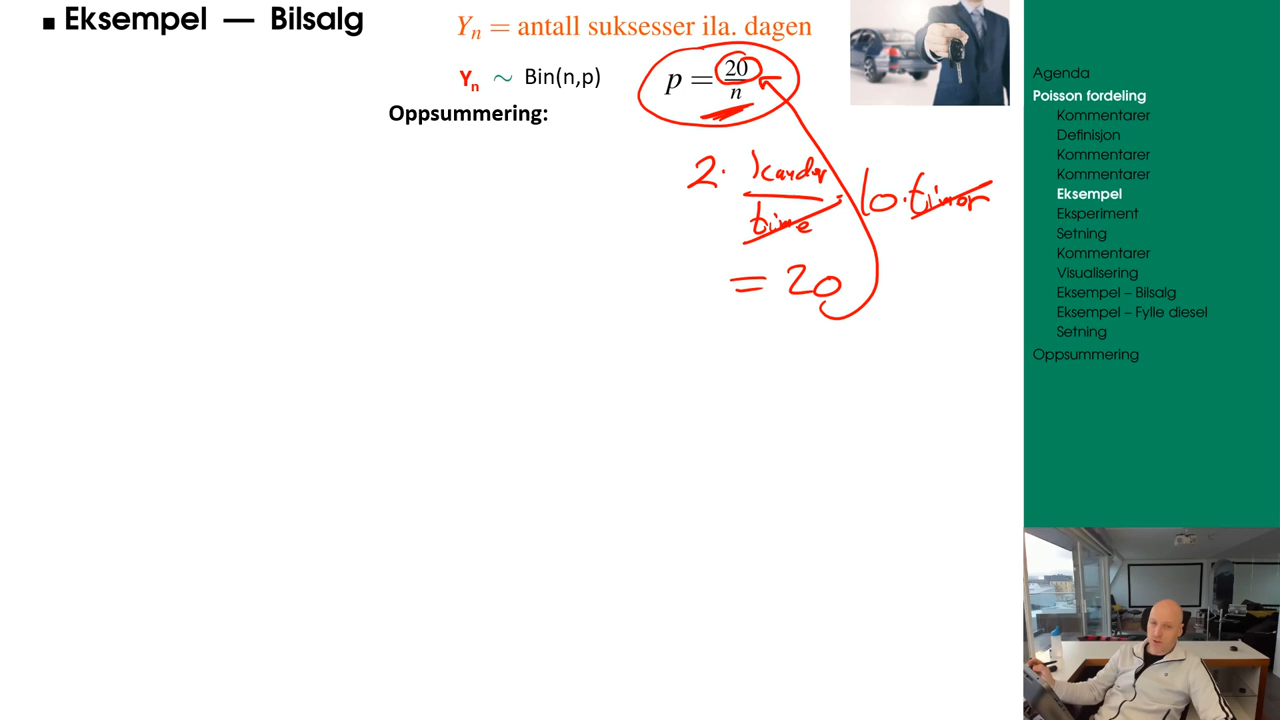 Eksempel — Bilsalg
Yn = antall suksesser ila. dagen
Yn ~ Bin(n,p)
p = 20/n
Oppsummering:
2. kunder/time · 10 · timer
= 20
Agenda
Poisson fordeling
Kommentarer
Definisjon
Kommentarer
Kommentarer
Eksempel
Eksperiment
Setning
Kommentarer
Visualisering
Eksempel – Bilsalg
Eksempel – Fylle diesel
Setning
Oppsummering